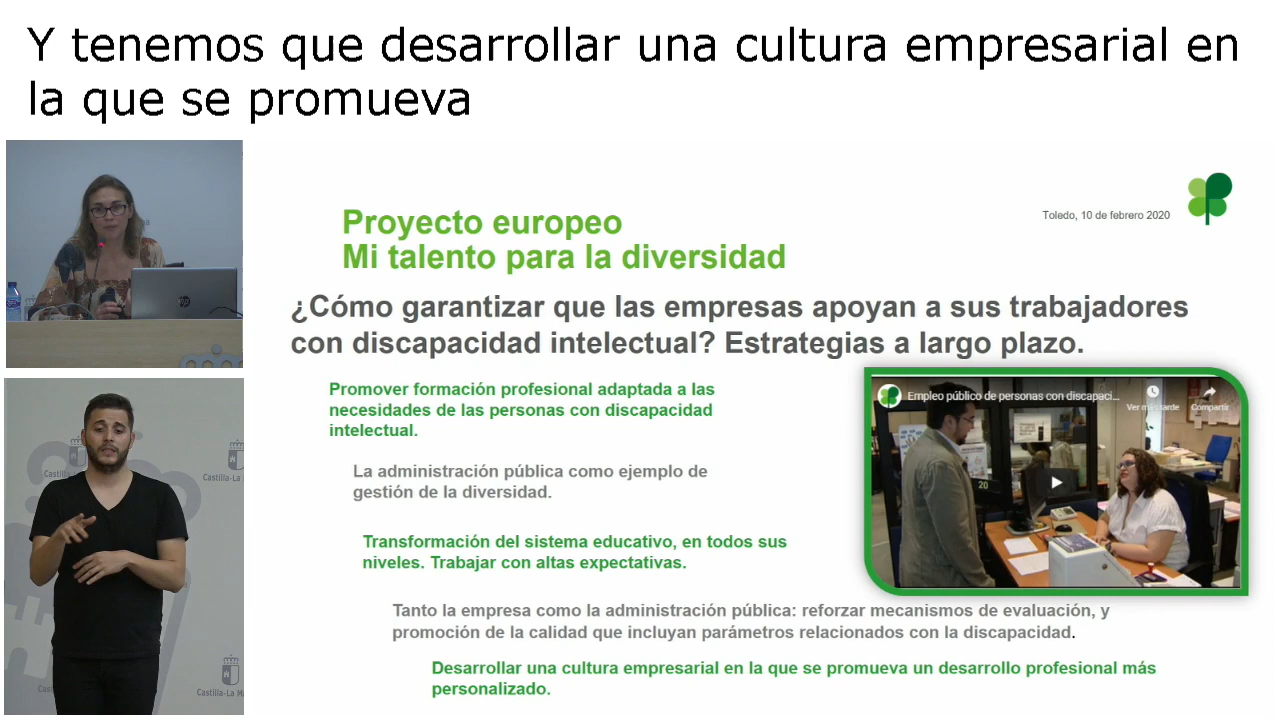 Y tenemos que desarrollar una cultura empresarial en
la que se promueva
Toledo, 10 de febrero 2020
Proyecto europeo
Mi talento para la diversidad
¿Cómo garantizar que las empresas apoyan a sus trabajadores
con discapacidad intelectual? Estrategias a largo plazo.
Promover formación profesional adaptada a las
necesidades de las personas con discapacidad
intelectual.
Empleo público de personas con discapaci...
Ver más tarde
Compartir
20
La administración pública como ejemplo de
gestión de la diversidad.
Transformación del sistema educativo, en todos sus
niveles. Trabajar con altas expectativas.
Tanto la empresa como la administración pública: reforzar mecanismos de evaluación, y
promoción de la calidad que incluyan parámetros relacionados con la discapacidad.
Desarrollar una cultura empresarial en la que se promueva un desarrollo profesional más
personalizado.
hp
Castilla-La M